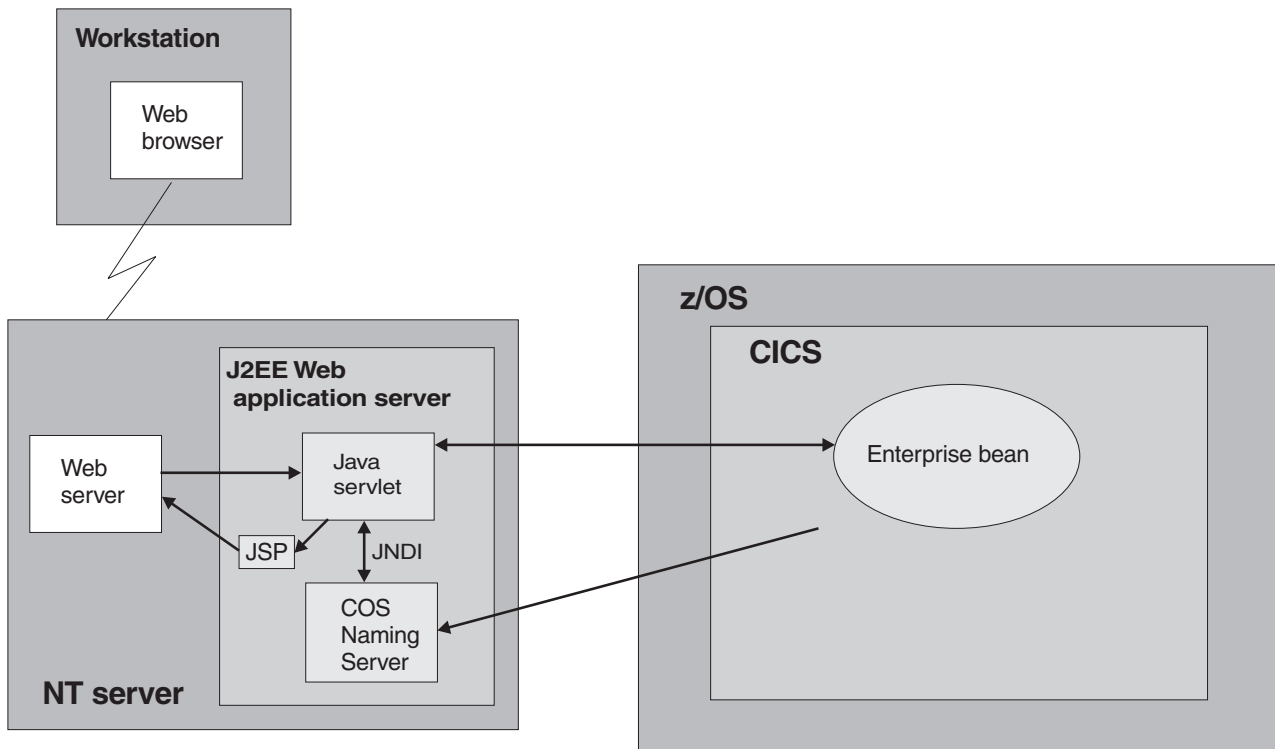 Workstation
Web
browser
z/OS
CICS
J2EE Web
application server
Enterprise bean
Java
servlet
Web
server
JSP
JNDI
COS
Naming
Server
NT server